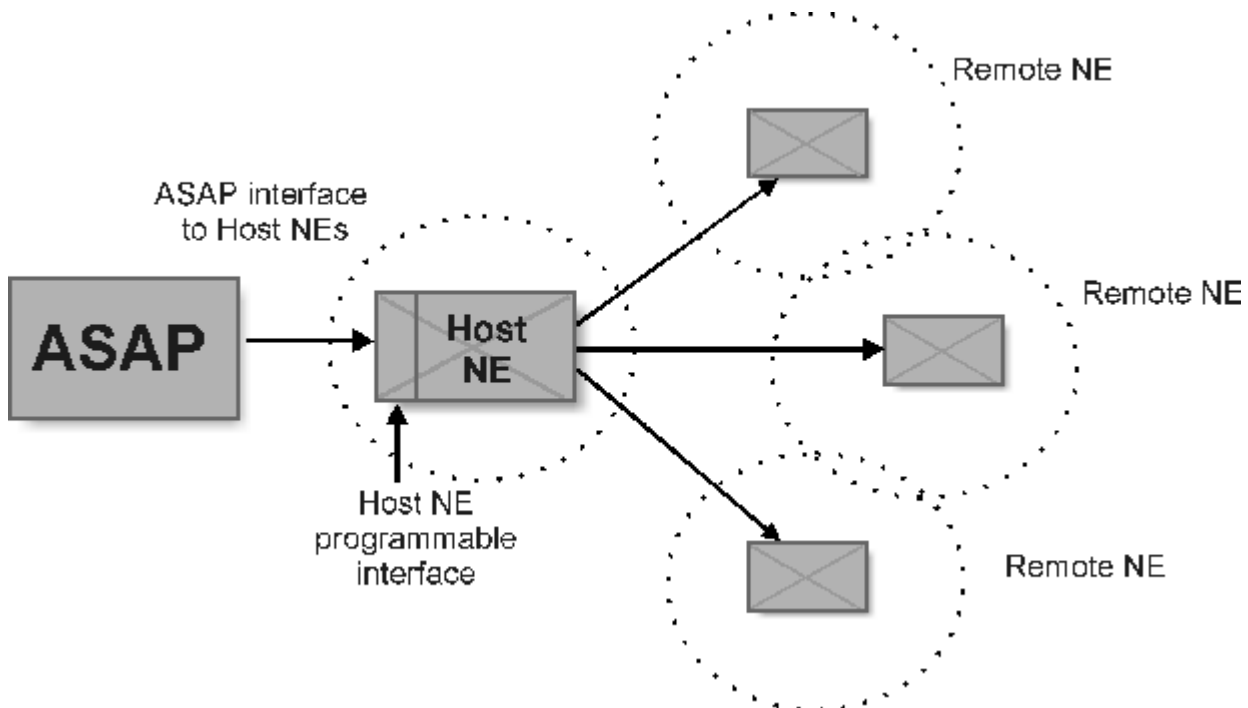 Remote NE
ASAP interface
to Host NEs
Remote NE
ASAP
Host
NE
Host NE
programmable
interface
Remote NE